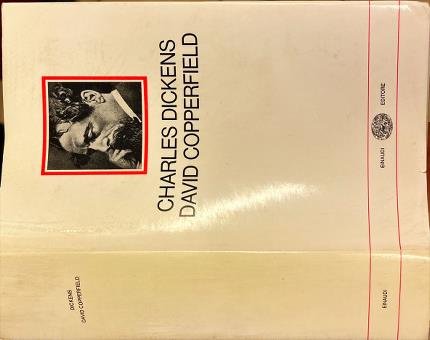 CHARLES DICKENS
DAVID COPPERFIELD
EINAUDI EDITORE
DICKENS
DAVID COPPERFIELD
EINAUDI